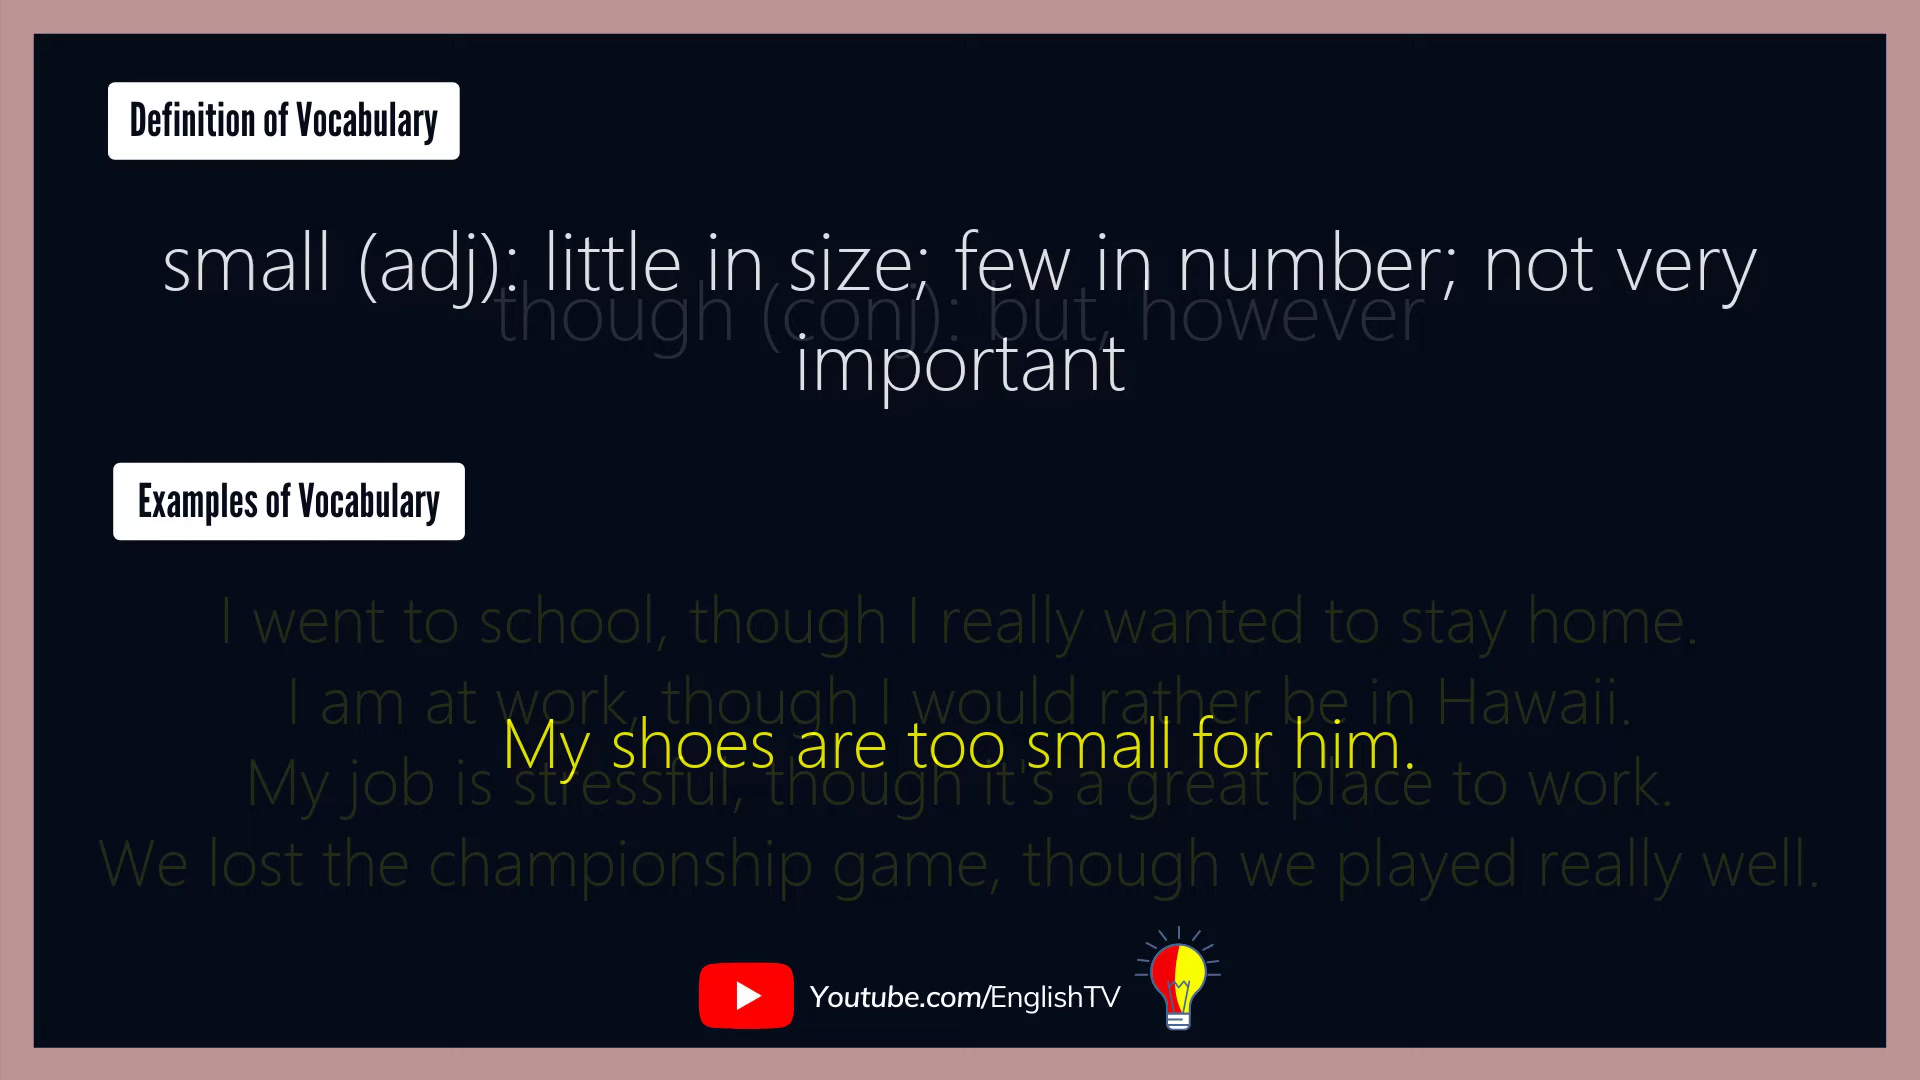 Definition of Vocabulary
small (adj): little in size; few in number; not very
though (conj): but, however
important
Examples of Vocabulary
I went to school, though I really wanted to stay home.
I am at work, though I would rather be in Hawaii.
My shoes are too small for him.
My job is stressful, though it's a great place to work.
We lost the championship game, though we played really well.
Youtube.com/EnglishTV